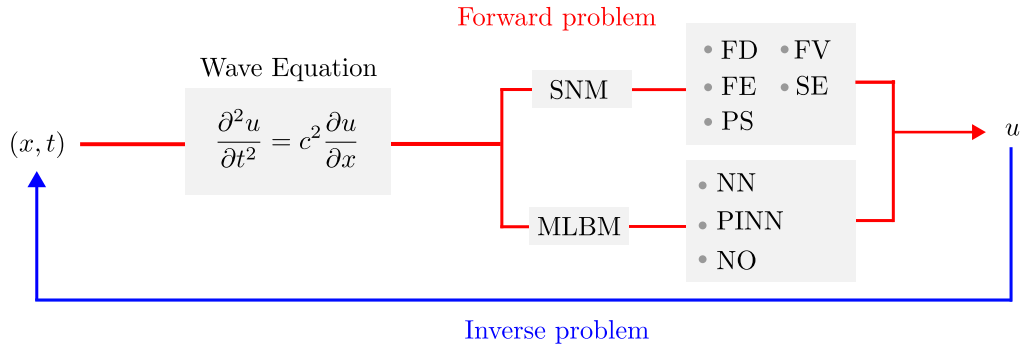 Forward problem
Wave Equation
(x, t)
∂²u/∂t² = c² ∂u/∂x
SNM
FD FV
FE SE
PS
u
MLBM
NN
PINN
NO
Inverse problem